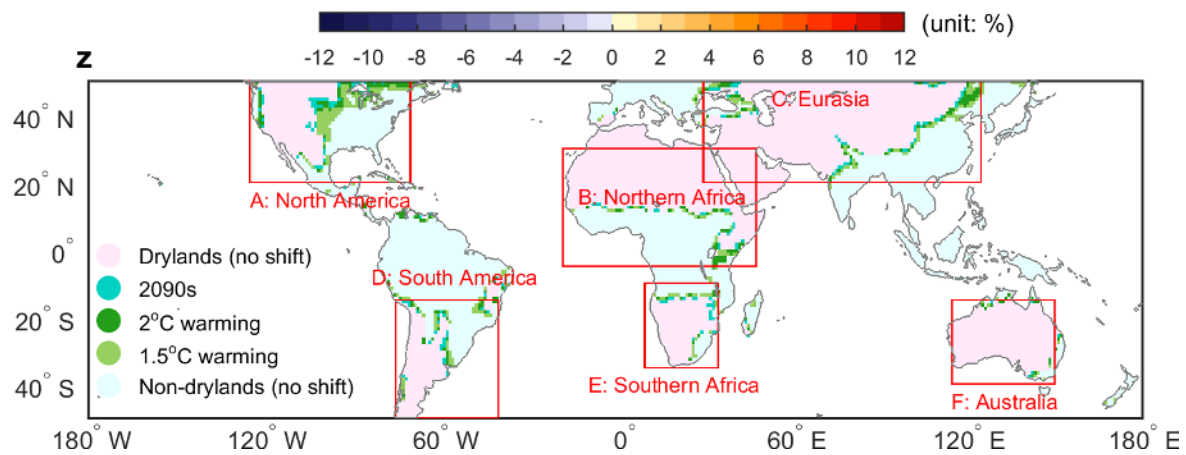 (unit: %)
-12 -10 -8 -6 -4 -2 0 2 4 6 8 10 12
z
40° N
20° N
0°
20° S
40° S
C: Eurasia
A: North America
B: Northern Africa
D: South America
E: Southern Africa
F: Australia
Drylands (no shift)
2090s
2°C warming
1.5°C warming
Non-drylands (no shift)
180° W 120° W 60° W 0° 60° E 120° E 180° E